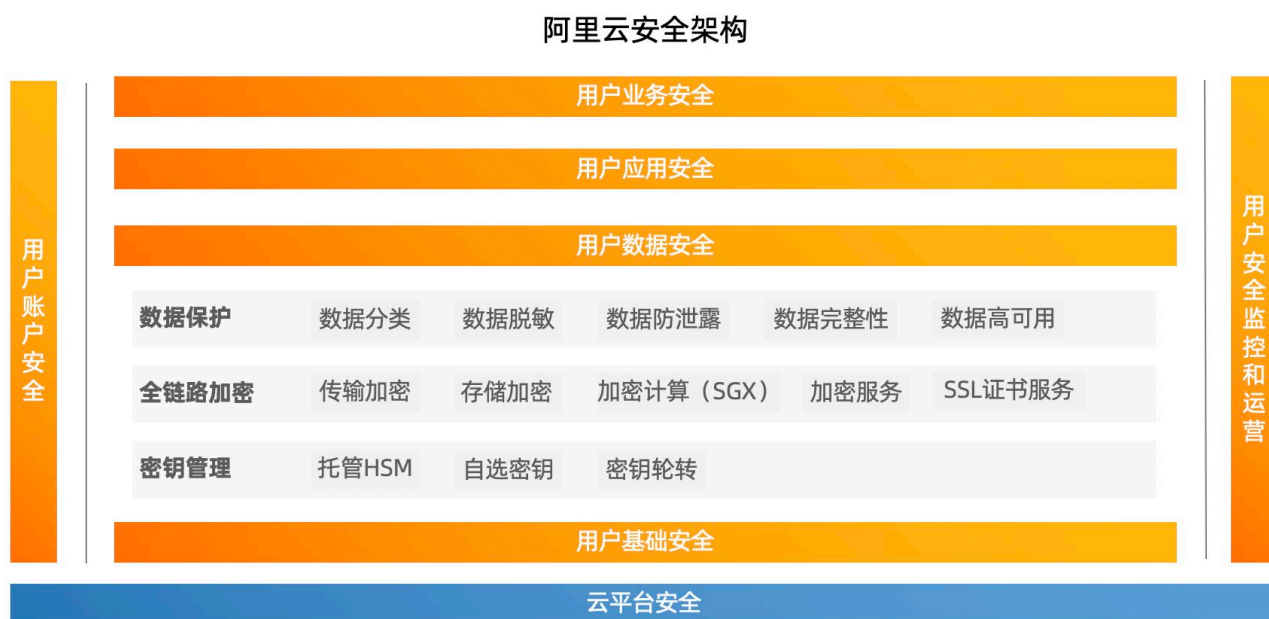 阿里云安全架构
用户账户安全
用户业务安全
用户应用安全
用户数据安全
数据保护 数据分类 数据脱敏 数据防泄露 数据完整性 数据高可用
全链路加密 传输加密 存储加密 加密计算（SGX） 加密服务 SSL证书服务
密钥管理 托管HSM 自选密钥 密钥轮转
用户基础安全
用户安全监控和运营
云平台安全